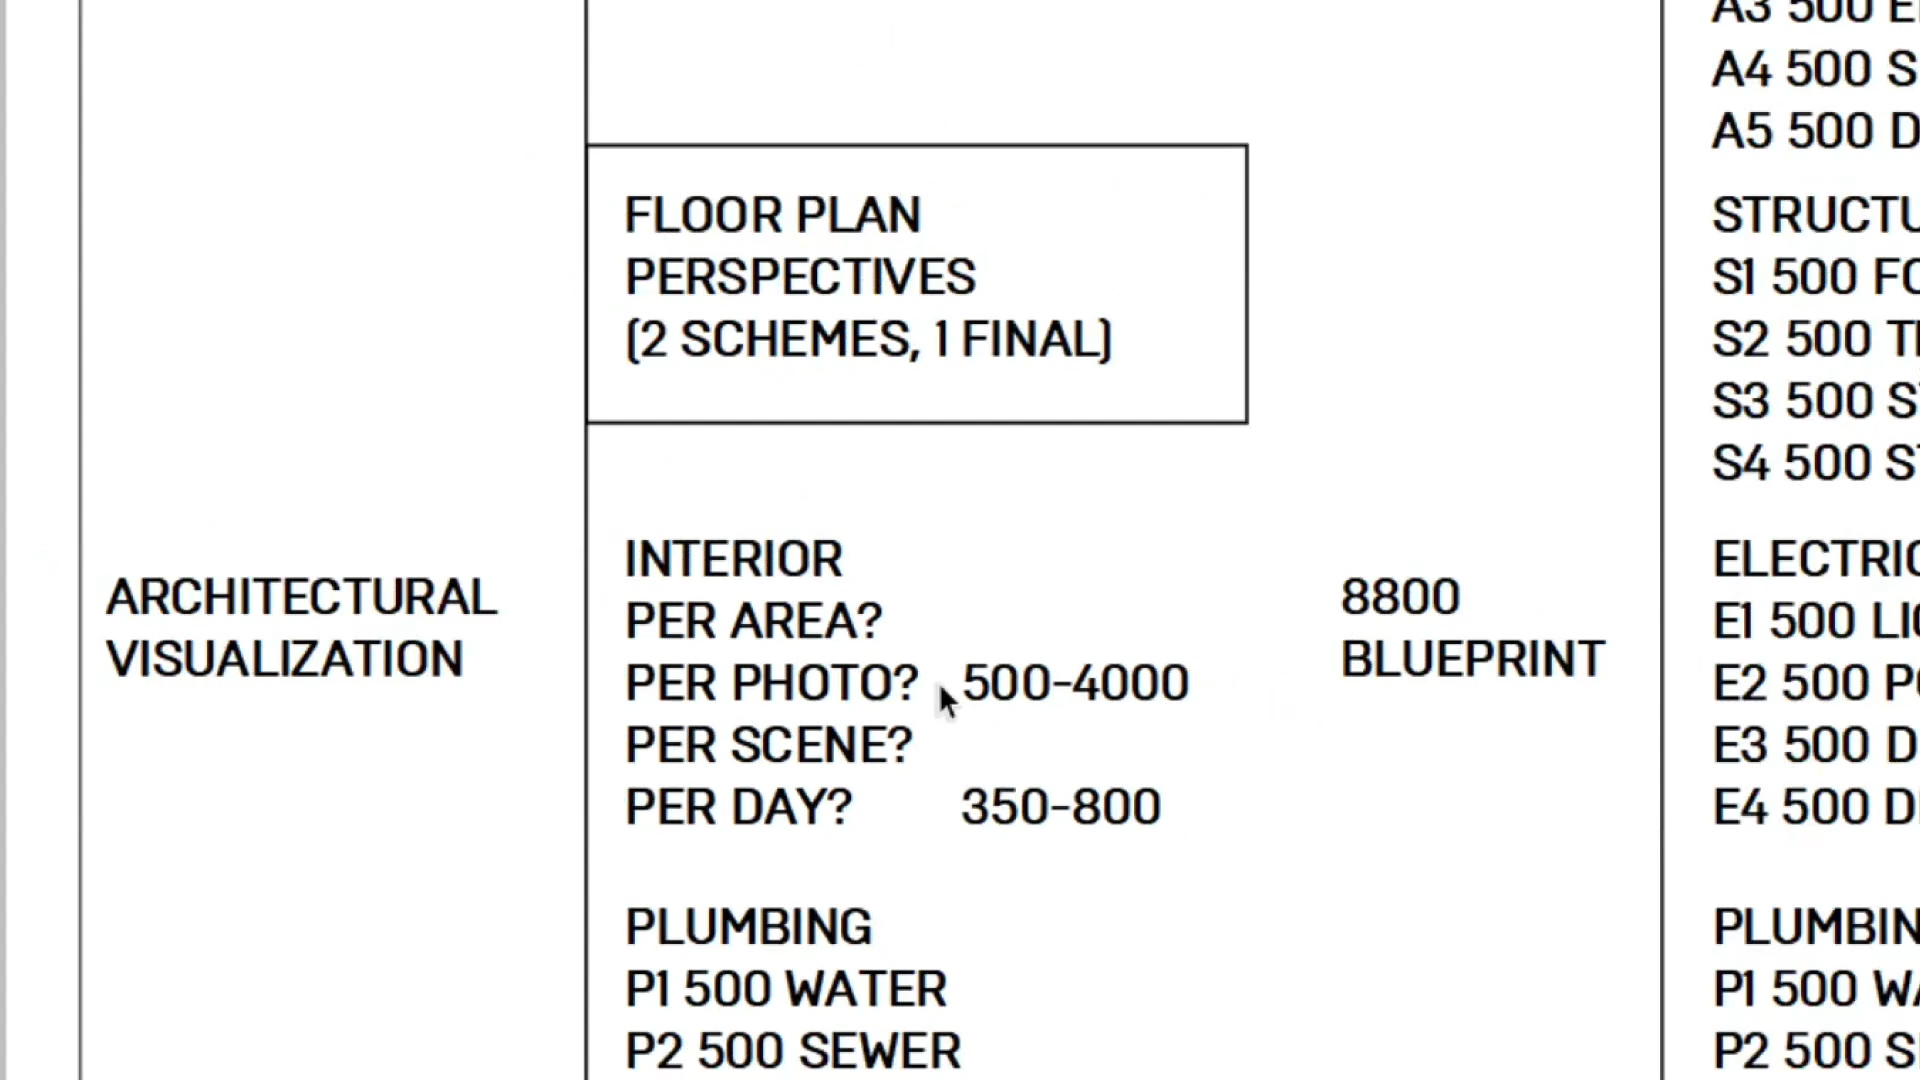 ARCHITECTURAL
VISUALIZATION
FLOOR PLAN
PERSPECTIVES
(2 SCHEMES, 1 FINAL)
INTERIOR
PER AREA?
PER PHOTO? 500-4000
PER SCENE?
PER DAY? 350-800
PLUMBING
P1 500 WATER
P2 500 SEWER
8800
BLUEPRINT
A3 500
A4 500
A5 500
S1 500
S2 500
S3 500
S4 500
E1 500
E2 500
E3 500
E4 500
P1 500
P2 500